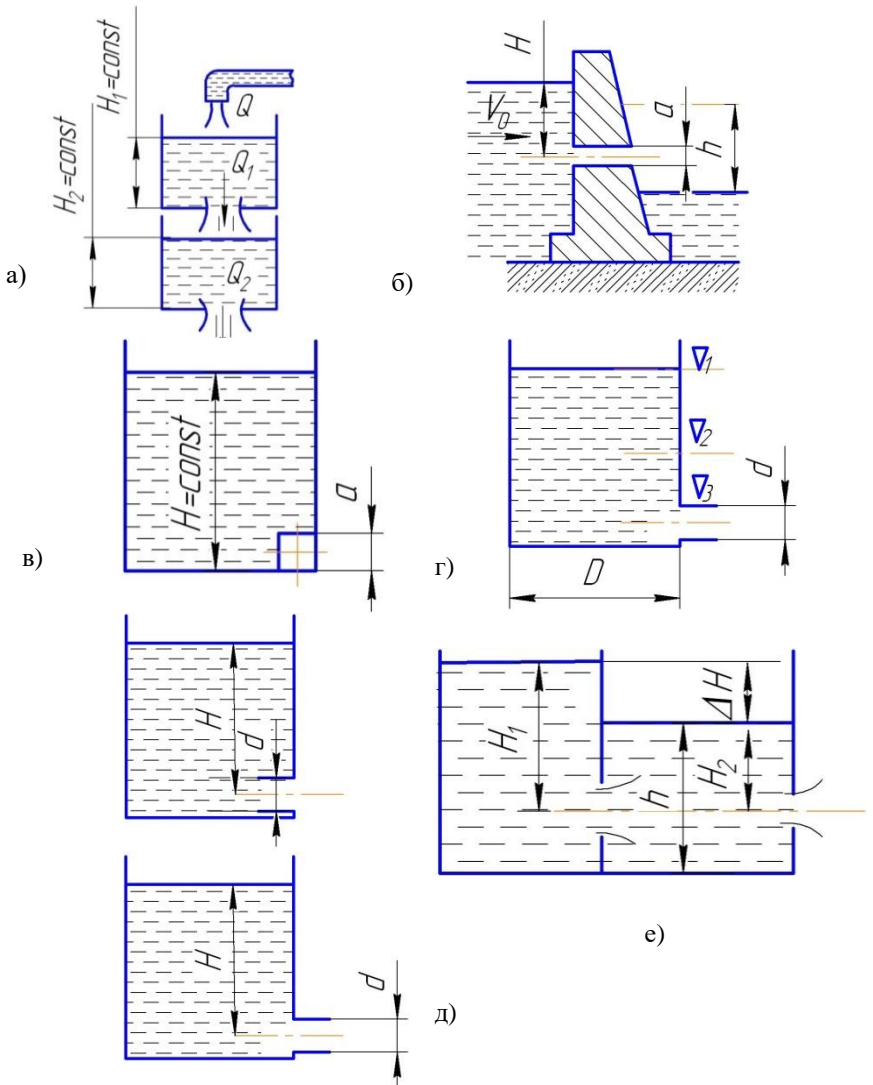 H₁=const
H₂=const
Q
Q₁
Q₂
а)
H
V₀
a
h
б)
H=const
a
в)
1
2
3
d
D
г)
H
d
H
d
д)
H₁
ΔH
H₂
h
е)